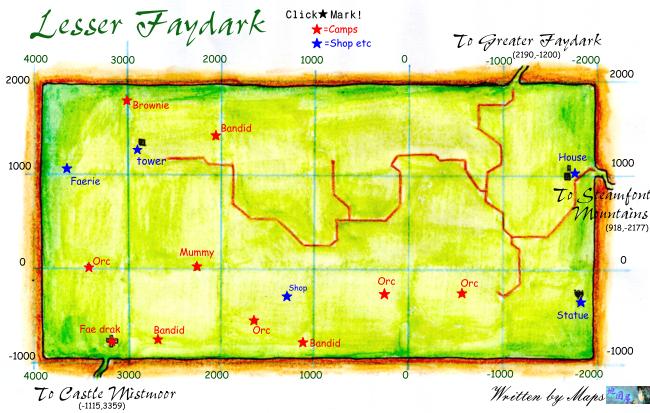 Lesser Faydark
Click★Mark!
★=Camps
★=Shop etc
To Greater Faydark
(2190,-1200)
4000 3000 2000 1000 0 -1000 -2000
2000 2000
Brownie
Bandid
tower
Faerie
House
1000 1000
To Steamfont
Mountains
(918,-2177)
Mummy
Orc
0 0
Orc
Orc
Shop
Statue
Orc
Fae drak
Bandid
Bandid
-1000 -1000
4000 3000 2000 1000 0 -1000 -2000
To Castle Mistmoor
(-1115,3359)
Written by Maps